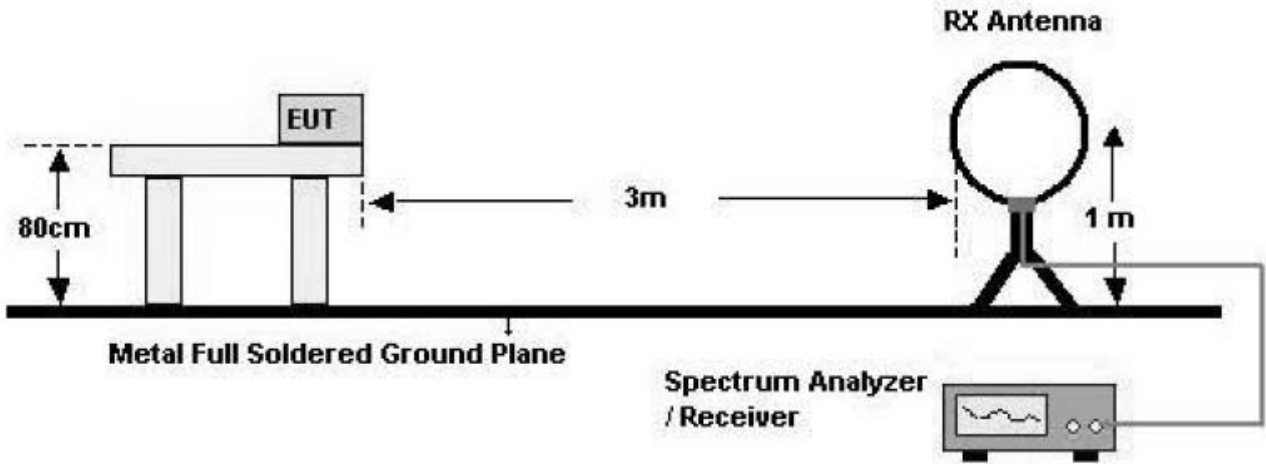 RX Antenna
EUT
80cm
3m
1 m
Metal Full Soldered Ground Plane
Spectrum Analyzer
/ Receiver